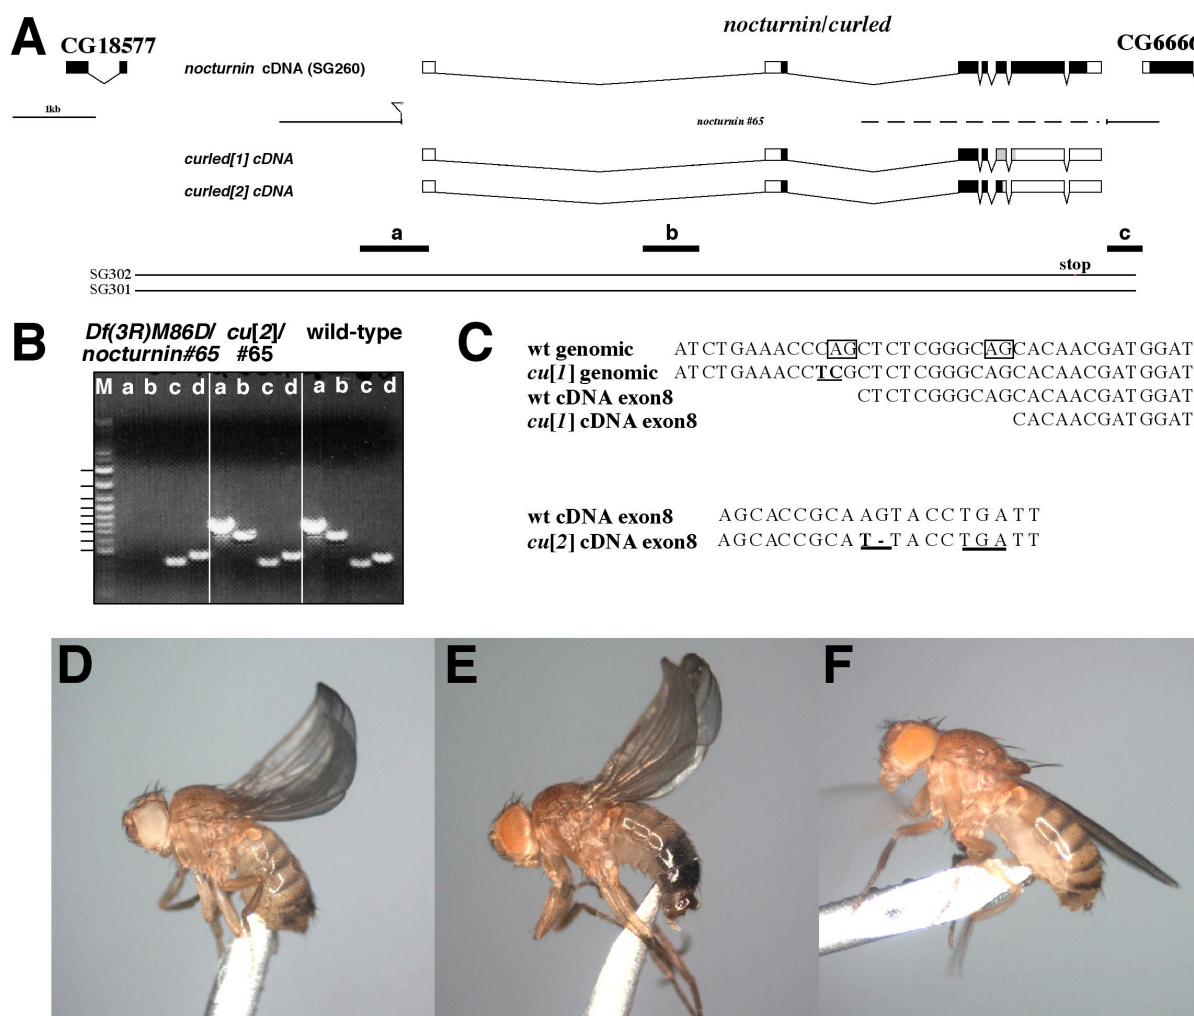 A
nocturnin/curled
CG18577
CG6666
nocturnin cDNA (SG260)
1kb
nocturnin #65
curled[1] cDNA
curled[2] cDNA
a
b
c
stop
SG302
SG301
B
Df(3R)M86D/ cu[2]/ wild-type
nocturnin#65 #65
M a b c d a b c d a b c d
C
wt genomic ATCTGAAACCCAGCTCTCGGGCAGCACAACGATGGAT
cu[1] genomic ATCTGAAACCTCGCTCTCGGGCAGCACAACGATGGAT
wt cDNA exon8 CTCTCGGGCAGCACAACGATGGAT
cu[1] cDNA exon8 CACAACGATGGAT
wt cDNA exon8 AGCACCGCAAGTACCTGATT
cu[2] cDNA exon8 AGCACCGCAT-TACCTGATT
D
E
F